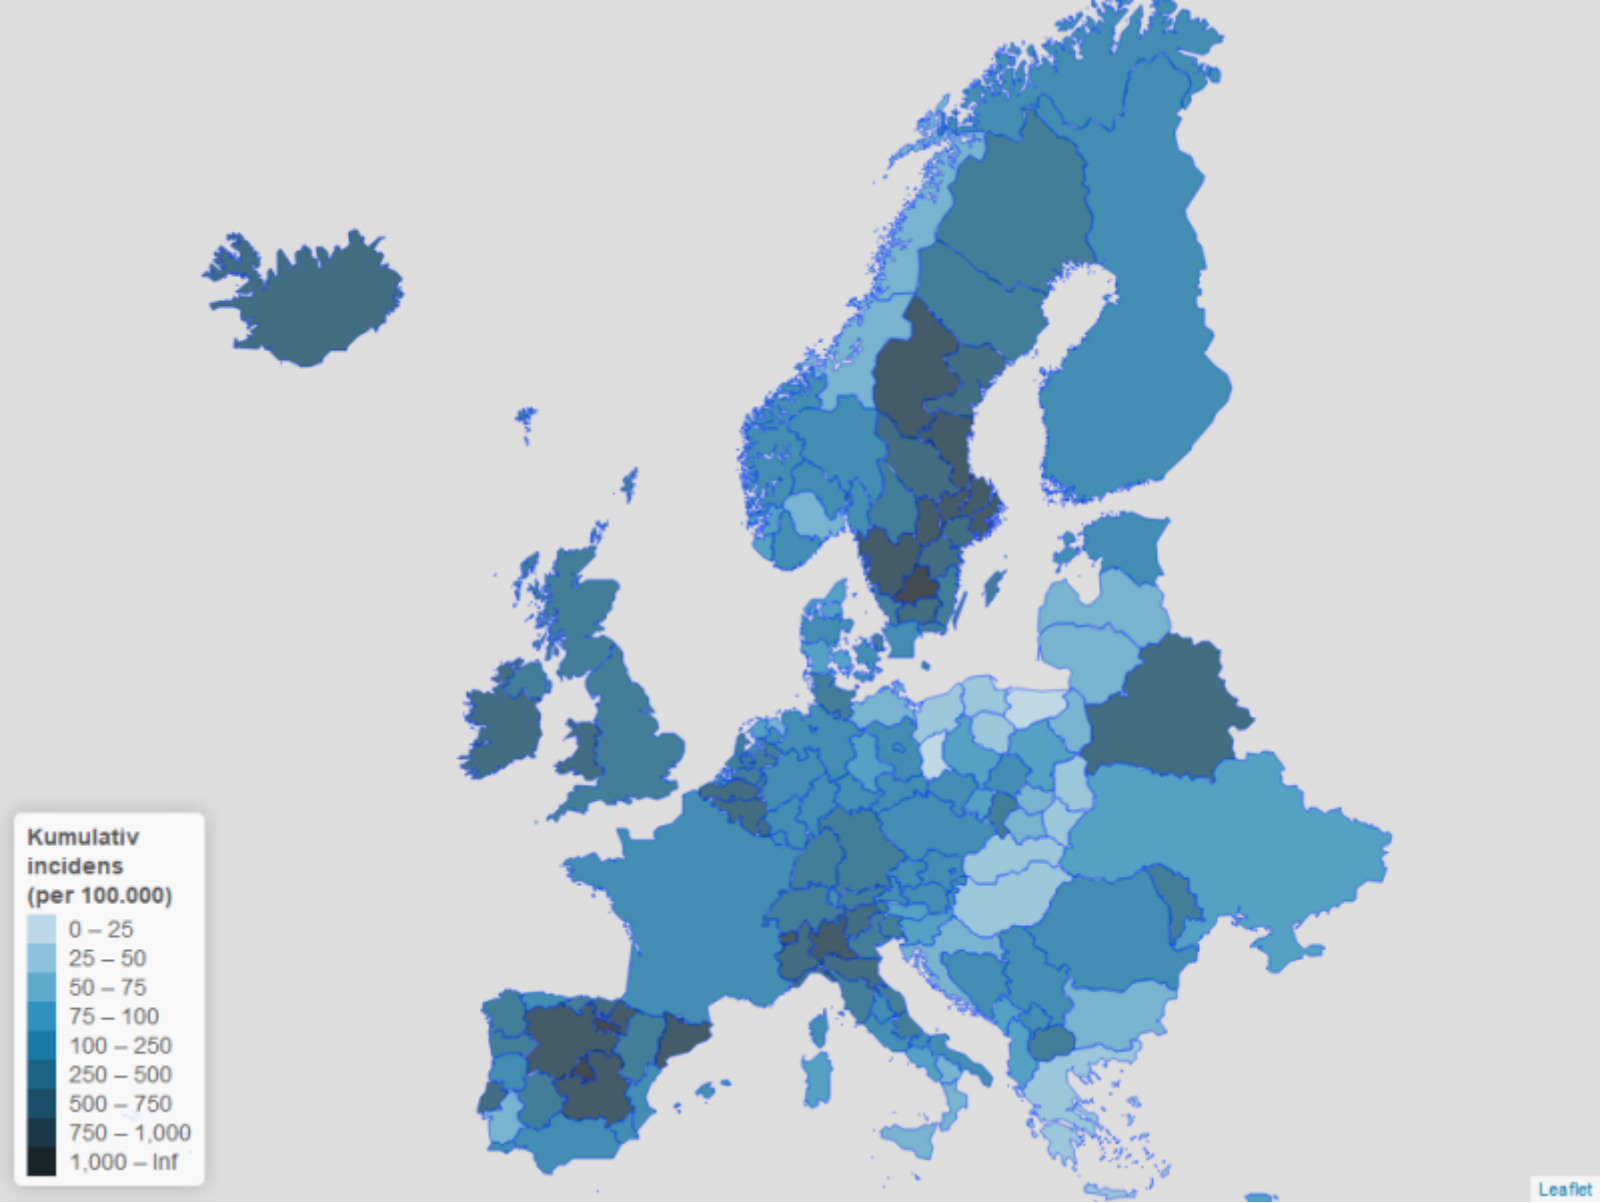 Kumulativ
incidens
(per 100.000)
0 – 25
25 – 50
50 – 75
75 – 100
100 – 250
250 – 500
500 – 750
750 – 1,000
1,000 – Inf
Leaflet